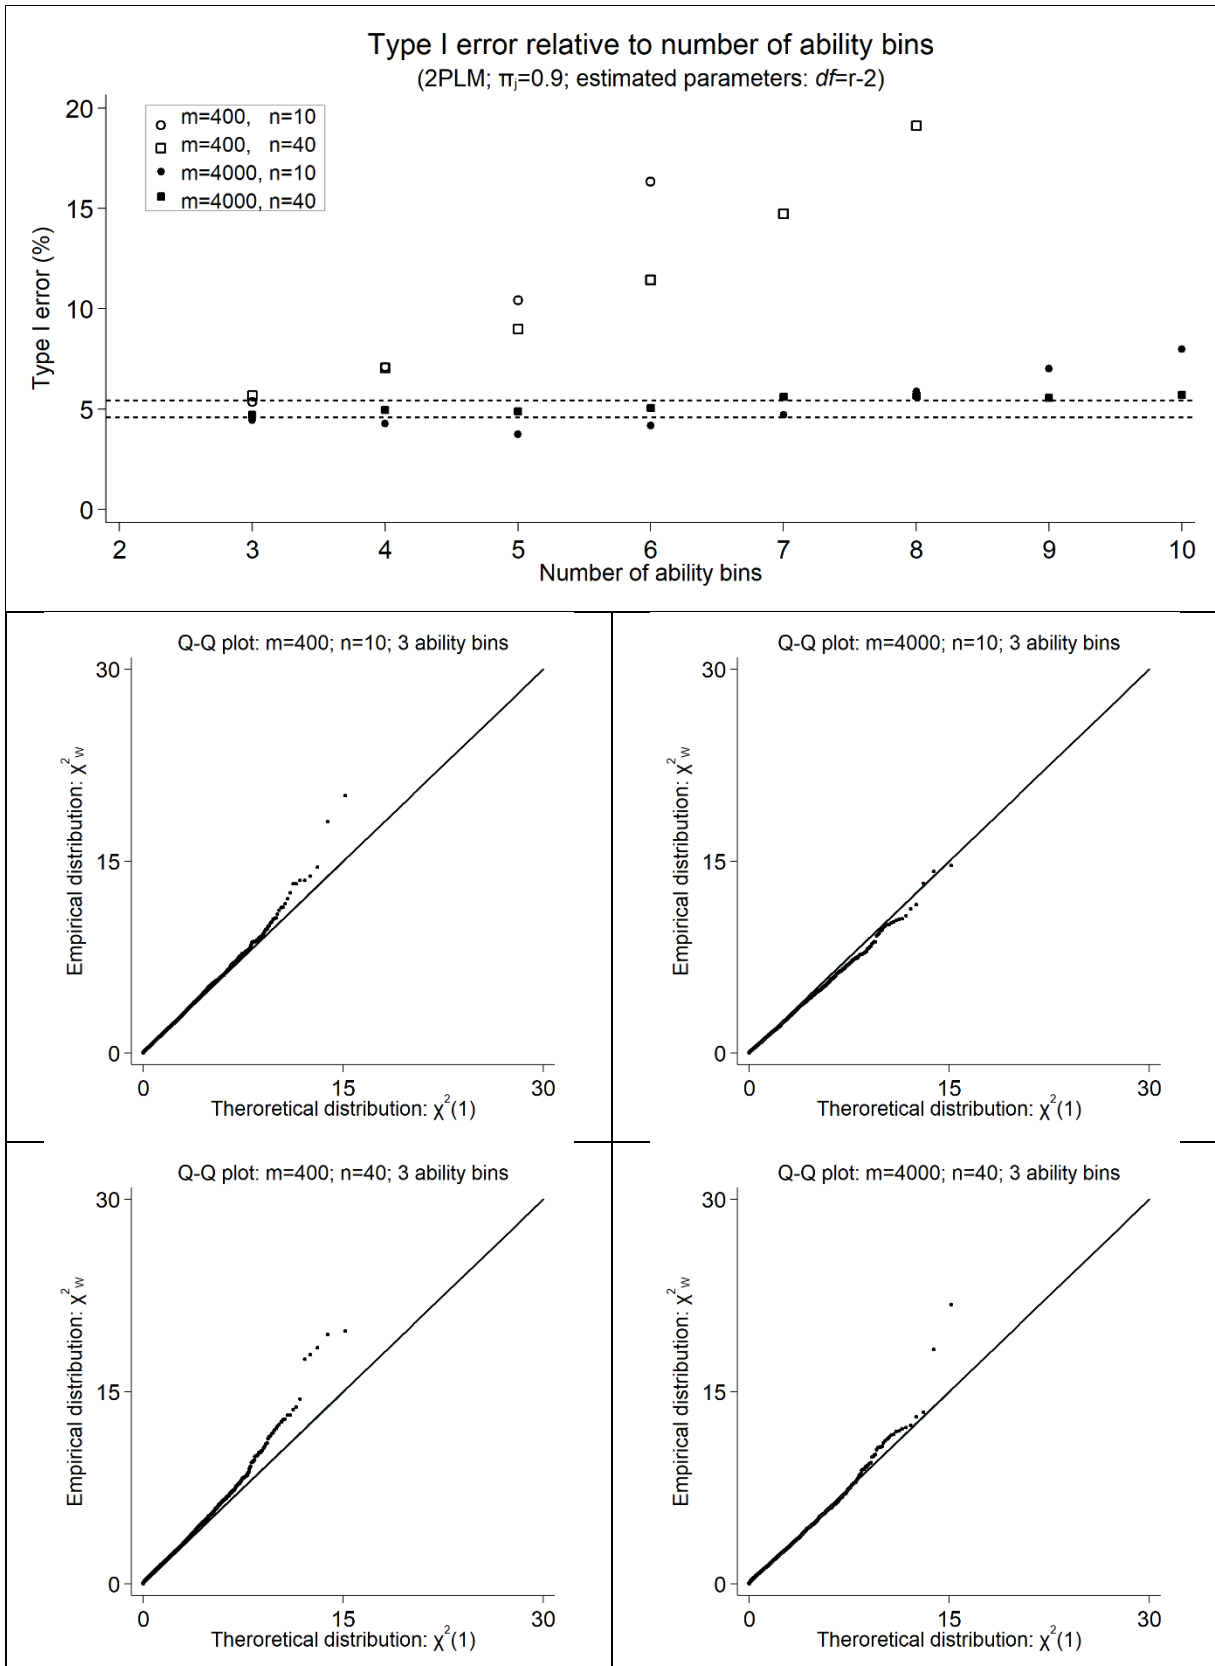 Type I error relative to number of ability bins
(2PLM; πj=0.9; estimated parameters: df=r-2)
m=400, n=10
m=400, n=40
m=4000, n=10
m=4000, n=40
Type I error (%)
20
15
10
5
0
2 3 4 5 6 7 8 9 10
Number of ability bins
Q-Q plot: m=400; n=10; 3 ability bins
Empirical distribution: χ²w
30
15
0
0 15 30
Theroretical distribution: χ²(1)
Q-Q plot: m=4000; n=10; 3 ability bins
Empirical distribution: χ²w
30
15
0
0 15 30
Theroretical distribution: χ²(1)
Q-Q plot: m=400; n=40; 3 ability bins
Empirical distribution: χ²w
30
15
0
0 15 30
Theroretical distribution: χ²(1)
Q-Q plot: m=4000; n=40; 3 ability bins
Empirical distribution: χ²w
30
15
0
0 15 30
Theroretical distribution: χ²(1)